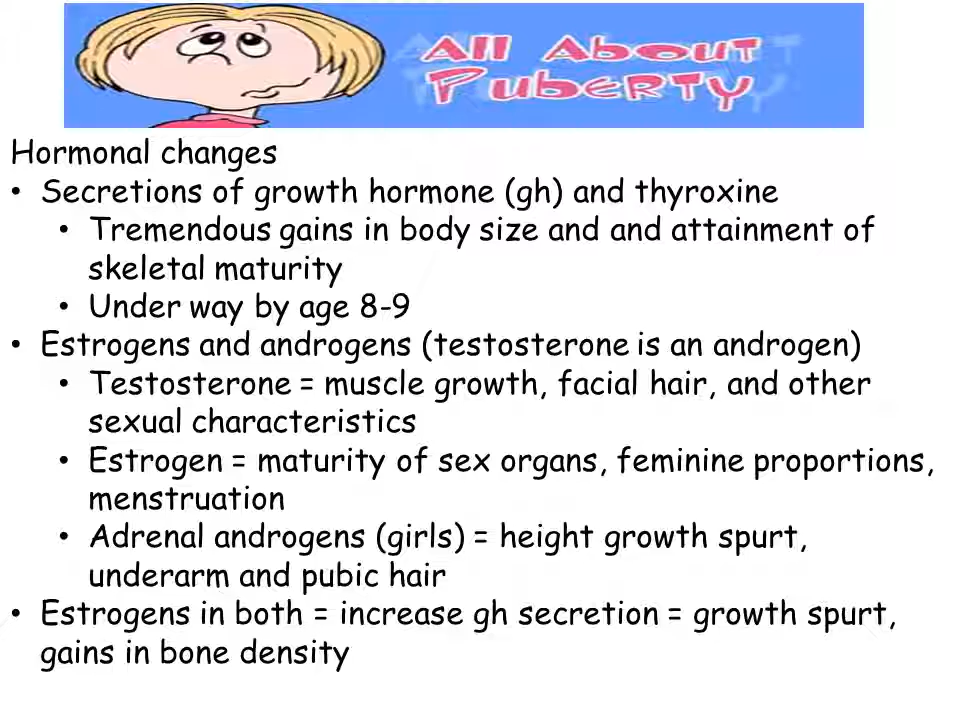 All About
Puberty
Hormonal changes
• Secretions of growth hormone (gh) and thyroxine
• Tremendous gains in body size and and attainment of
skeletal maturity
• Under way by age 8-9
• Estrogens and androgens (testosterone is an androgen)
• Testosterone = muscle growth, facial hair, and other
sexual characteristics
• Estrogen = maturity of sex organs, feminine proportions,
menstruation
• Adrenal androgens (girls) = height growth spurt,
underarm and pubic hair
• Estrogens in both = increase gh secretion = growth spurt,
gains in bone density